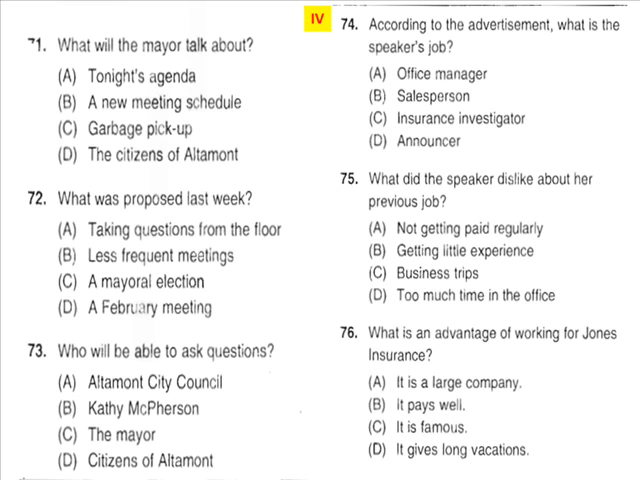 71. What will the mayor talk about?
(A) Tonight's agenda
(B) A new meeting schedule
(C) Garbage pick-up
(D) The citizens of Altamont
72. What was proposed last week?
(A) Taking questions from the floor
(B) Less frequent meetings
(C) A mayoral election
(D) A February meeting
73. Who will be able to ask questions?
(A) Altamont City Council
(B) Kathy McPherson
(C) The mayor
(D) Citizens of Altamont
IV
74. According to the advertisement, what is the
speaker's job?
(A) Office manager
(B) Salesperson
(C) Insurance investigator
(D) Announcer
75. What did the speaker dislike about her
previous job?
(A) Not getting paid regularly
(B) Getting little experience
(C) Business trips
(D) Too much time in the office
76. What is an advantage of working for Jones
Insurance?
(A) It is a large company.
(B) It pays well.
(C) It is famous.
(D) It gives long vacations.